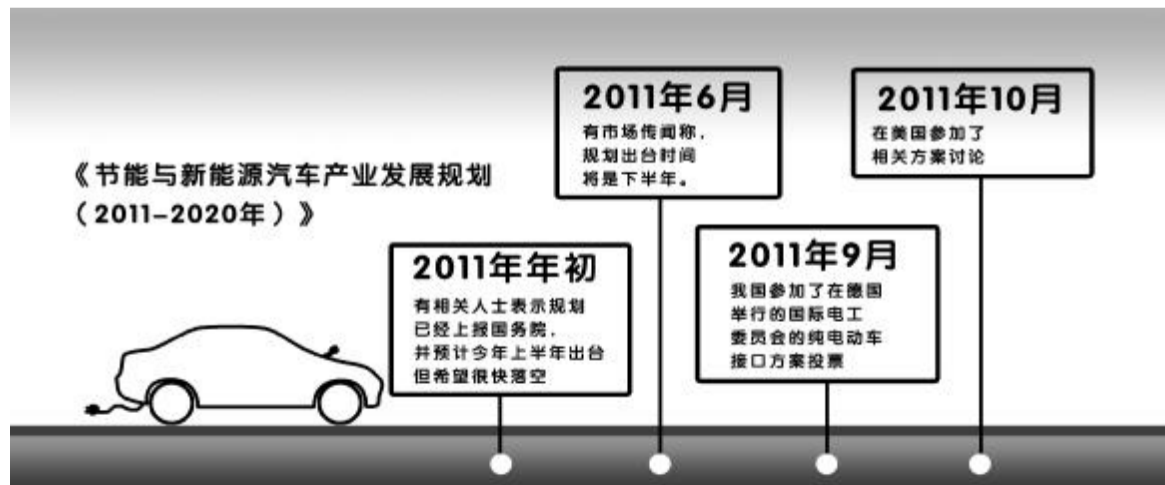 《节能与新能源汽车产业发展规划
（2011-2020年）》
2011年年初
有相关人士表示规划
已经上报国务院，
并预计今年上半年出台
但希望很快落空
2011年6月
有市场传闻称，
规划出台时间
将是下半年。
2011年9月
我国参加了在德国
举行的国际电工
委员会的纯电动车
接口方案投票
2011年10月
在美国参加了
相关方案讨论